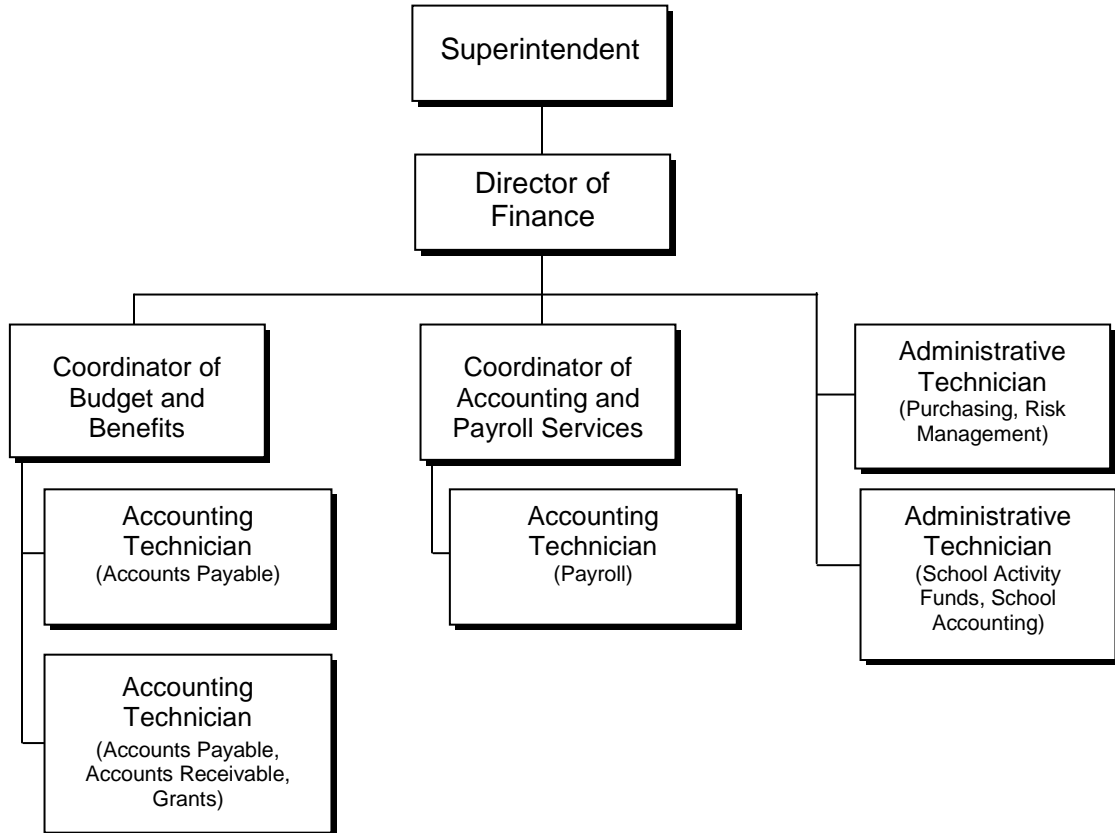 Superintendent
Director of
Finance
Coordinator of
Budget and
Benefits
Coordinator of
Accounting and
Payroll Services
Administrative
Technician
(Purchasing, Risk
Management)
Accounting
Technician
(Accounts Payable)
Accounting
Technician
(Payroll)
Administrative
Technician
(School Activity
Funds, School
Accounting)
Accounting
Technician
(Accounts Payable,
Accounts Receivable,
Grants)